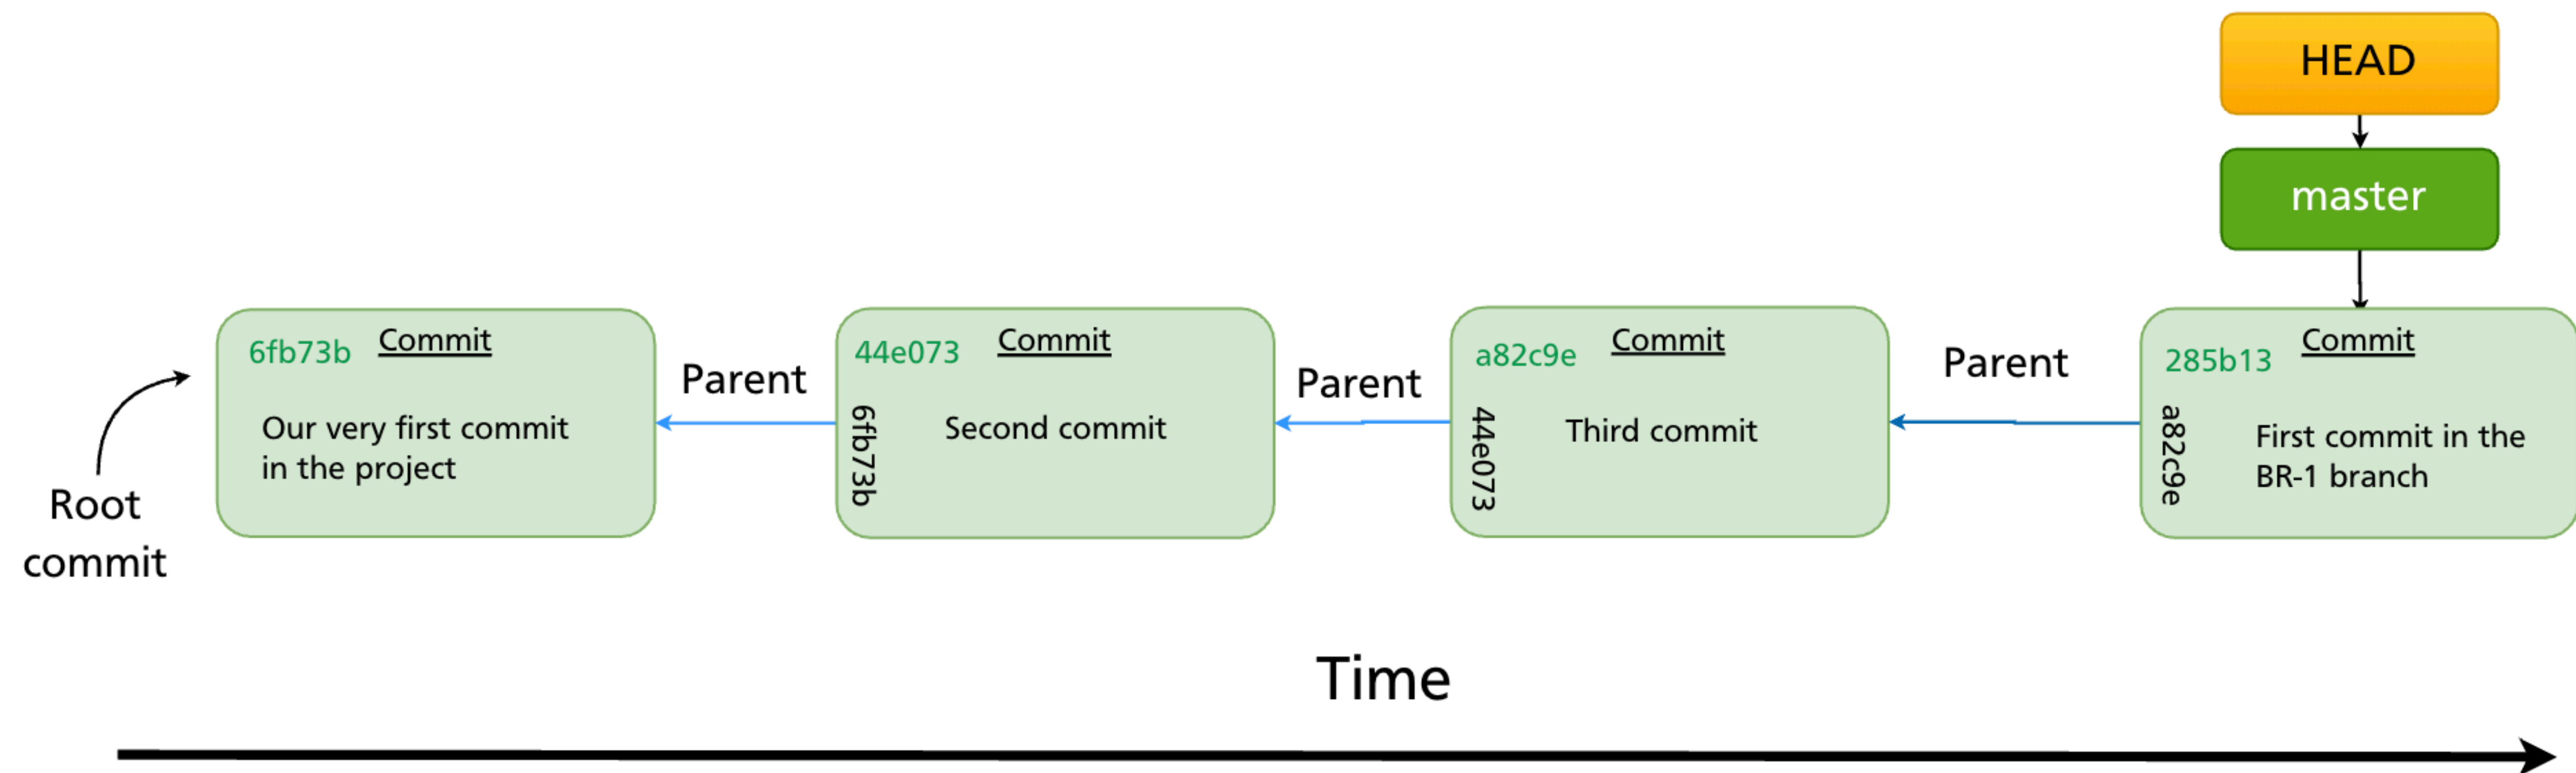 HEAD
master
6fb73b
Commit
Our very first commit
in the project
Parent
44e073
Commit
6fb73b
Second commit
Parent
a82c9e
Commit
44e073
Third commit
Parent
285b13
Commit
a82c9e
First commit in the
BR-1 branch
Root
commit
Time